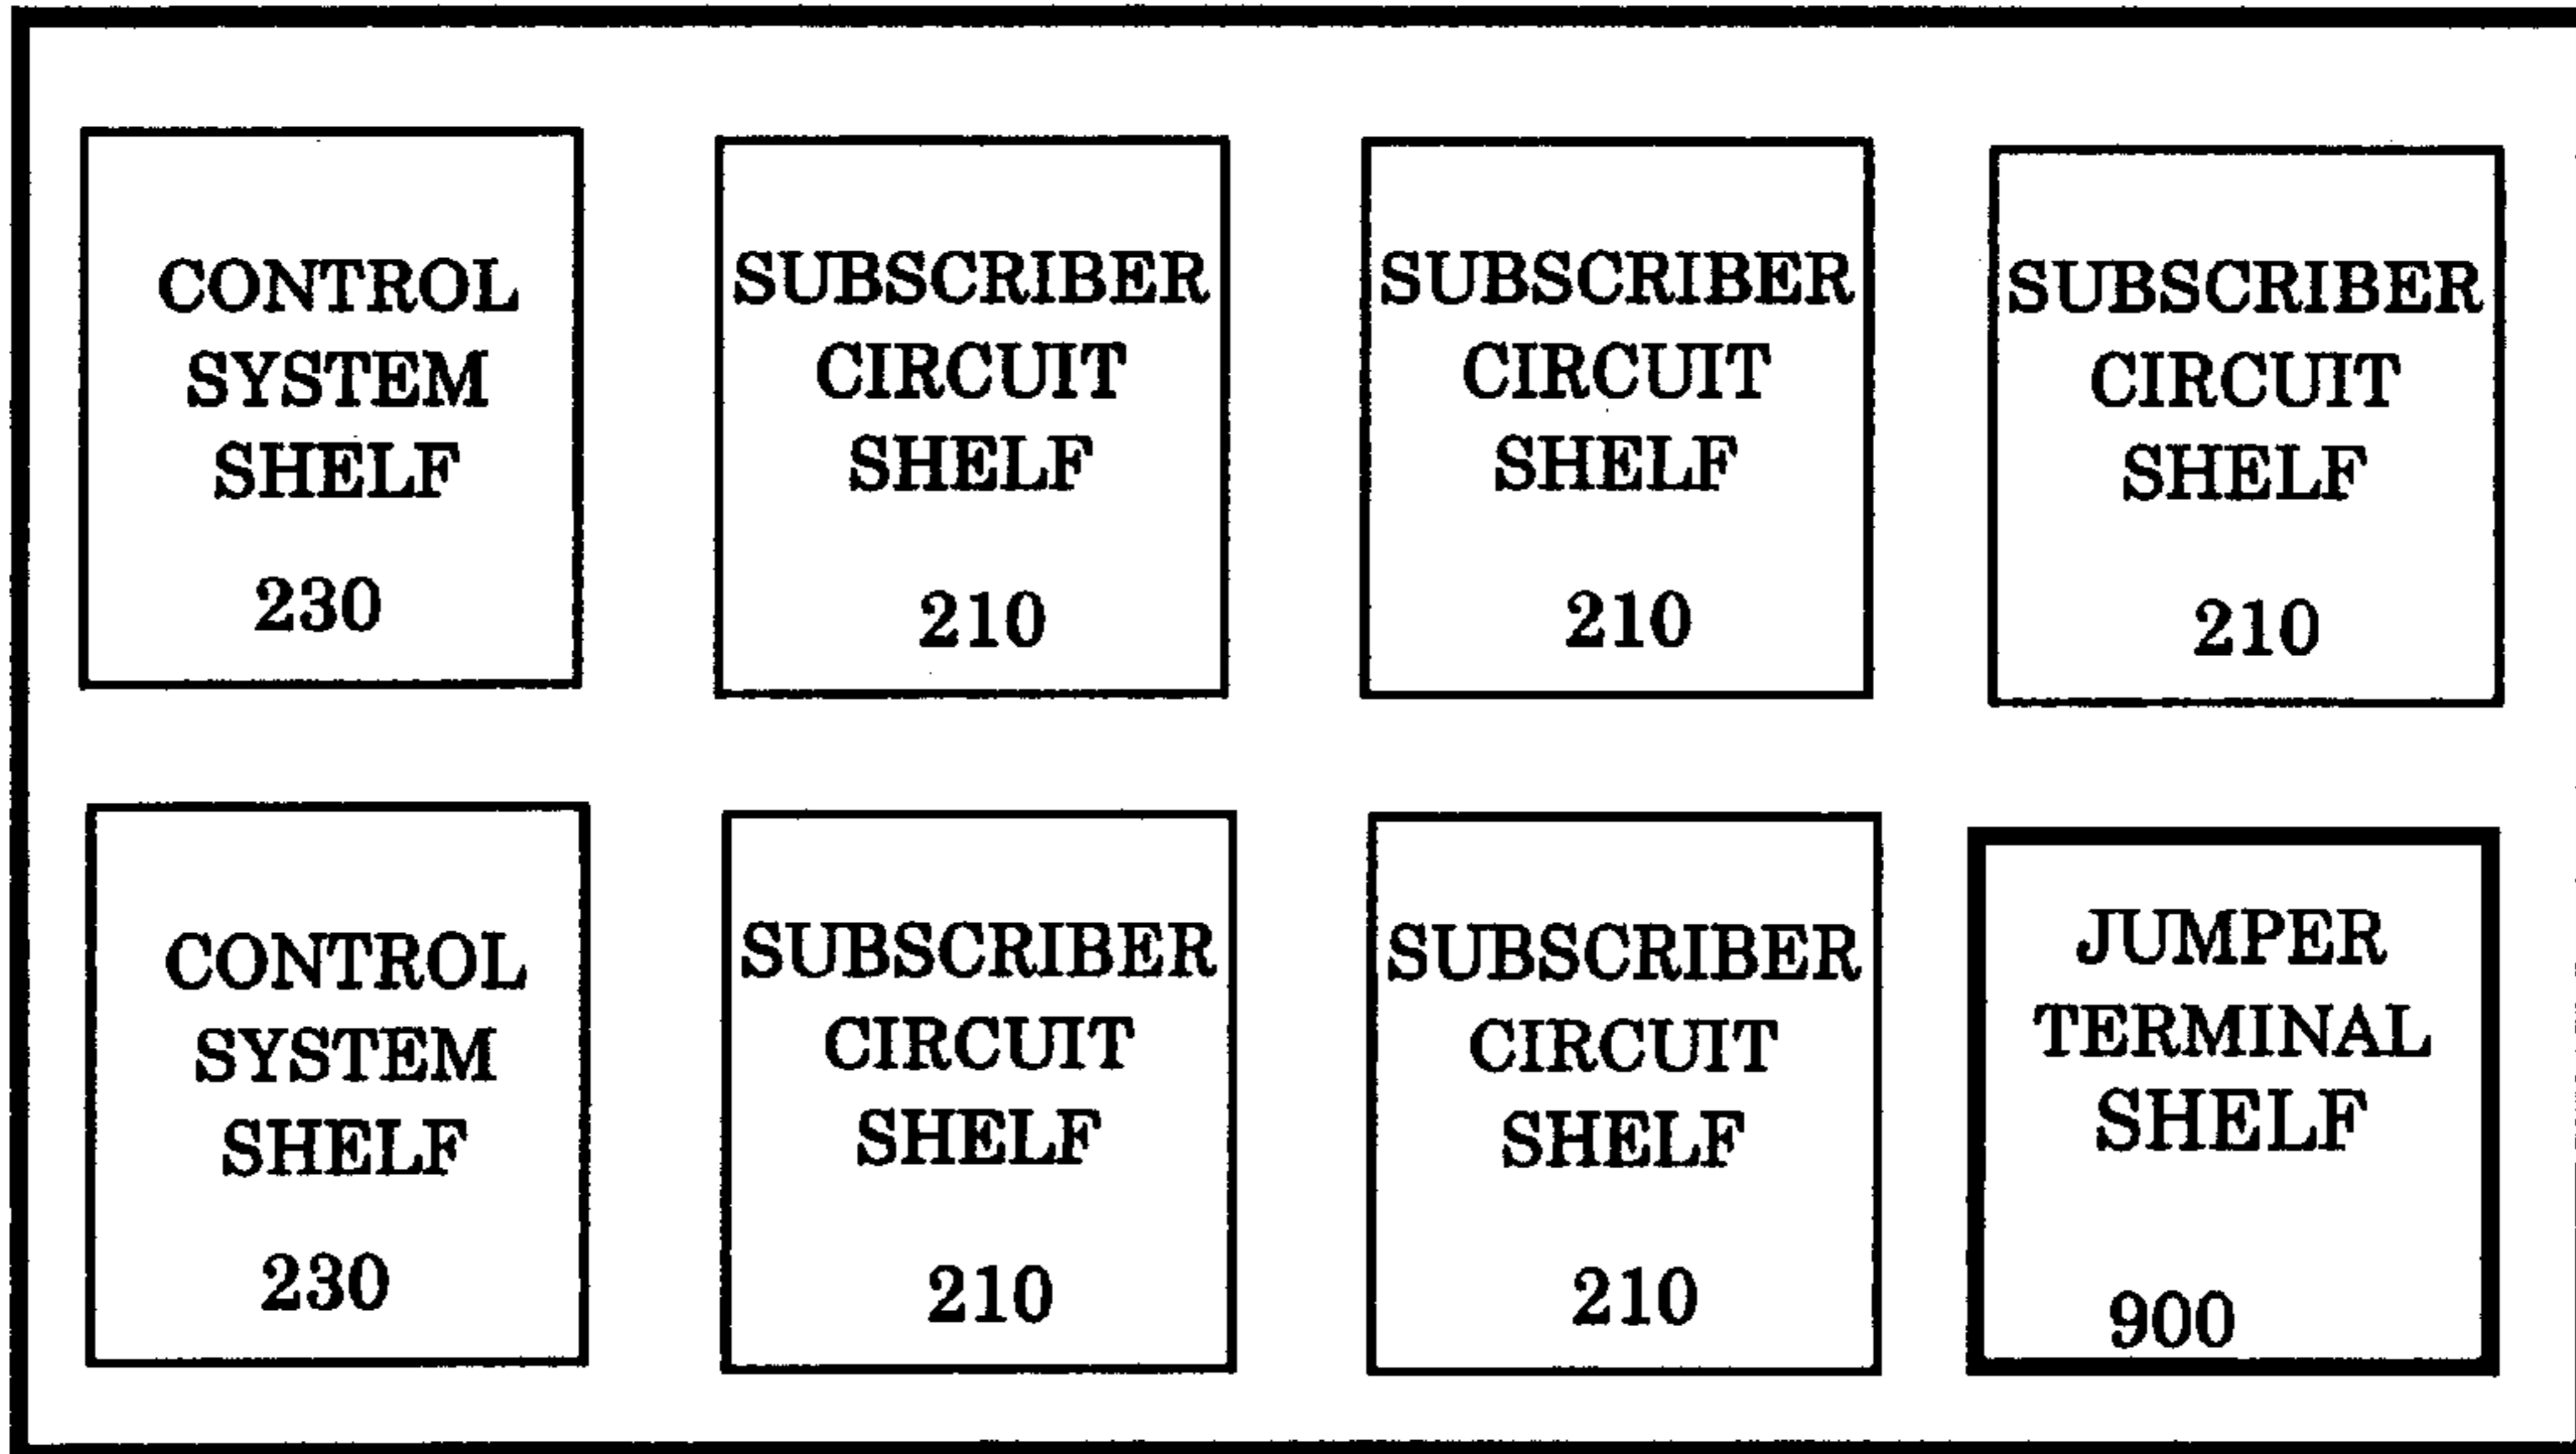 CONTROL
SYSTEM
SHELF
230
SUBSCRIBER
CIRCUIT
SHELF
210
SUBSCRIBER
CIRCUIT
SHELF
210
SUBSCRIBER
CIRCUIT
SHELF
210
CONTROL
SYSTEM
SHELF
230
SUBSCRIBER
CIRCUIT
SHELF
210
SUBSCRIBER
CIRCUIT
SHELF
210
JUMPER
TERMINAL
SHELF
900